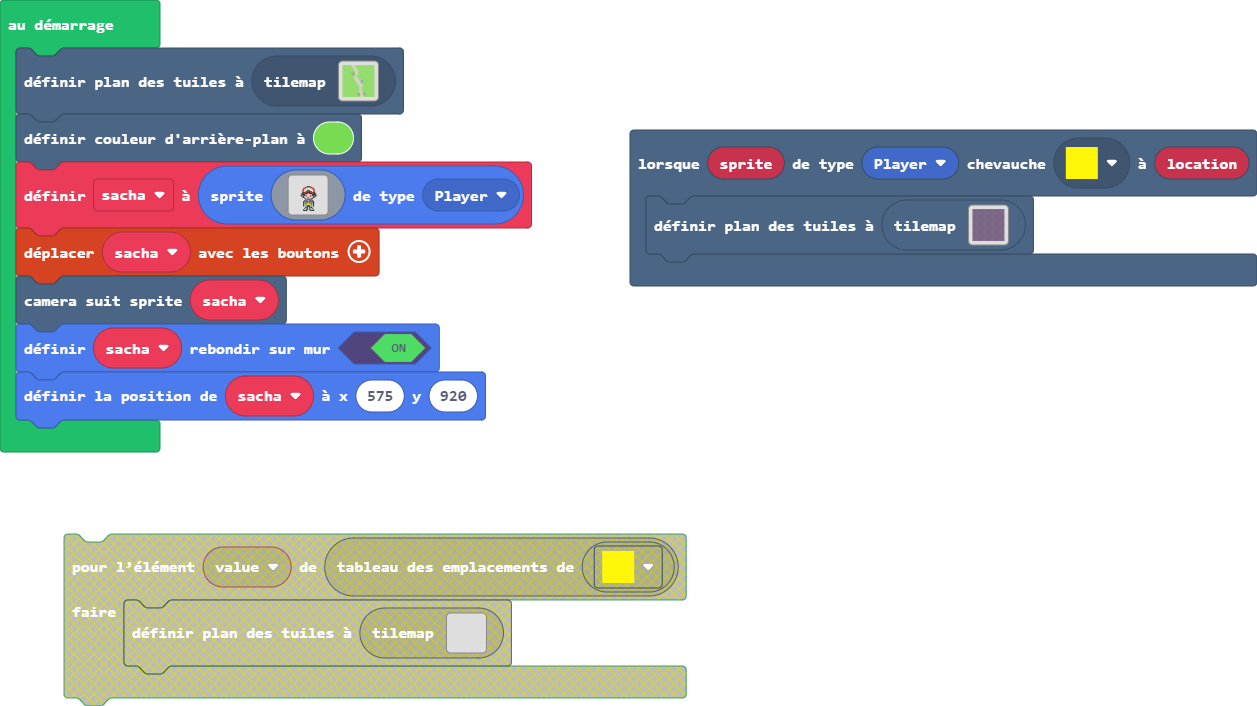 au démarrage
définir plan des tuiles à tilemap
définir couleur d'arrière-plan à
définir sacha à sprite de type Player
déplacer sacha avec les boutons
camera suit sprite sacha
définir sacha rebondir sur mur ON
définir la position de sacha à x 575 y 920
lorsque sprite de type Player chevauche à location
définir plan des tuiles à tilemap
pour l’élément value de tableau des emplacements de
faire
définir plan des tuiles à tilemap